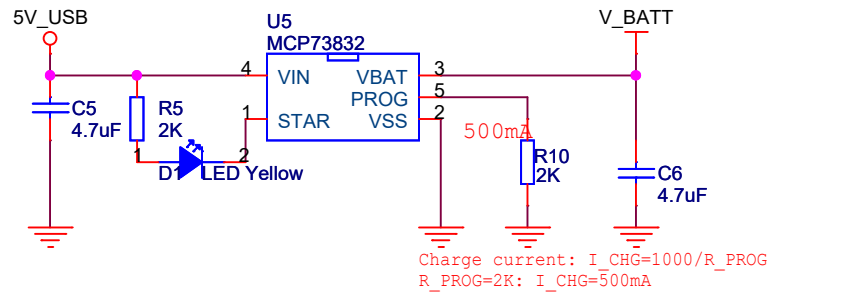 5V_USB
U5
MCP73832
V_BATT
4
VIN
VBAT
3
PROG
5
1
STAR
VSS
2
C5
4.7uF
R5
2K
1
D1
LED Yellow
2
500mA
R10
2K
C6
4.7uF
Charge current: I_CHG=1000/R_PROG
R_PROG=2K: I_CHG=500mA